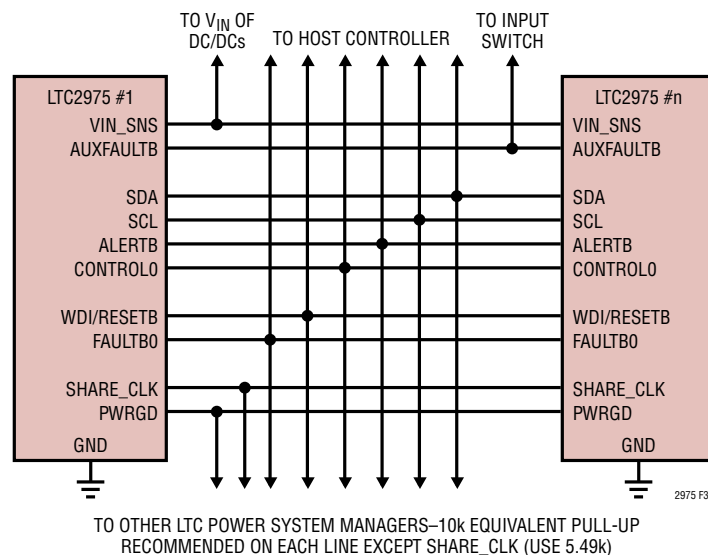 TO VIN OF
DC/DCs
TO HOST CONTROLLER
TO INPUT
SWITCH
LTC2975 #1
VIN_SNS
AUXFAULTB
SDA
SCL
ALERTB
CONTROL0
WDI/RESETB
FAULTB0
SHARE_CLK
PWRGD
GND
LTC2975 #n
VIN_SNS
AUXFAULTB
SDA
SCL
ALERTB
CONTROL0
WDI/RESETB
FAULTB0
SHARE_CLK
PWRGD
GND
2975 F3
TO OTHER LTC POWER SYSTEM MANAGERS–10k EQUIVALENT PULL-UP
RECOMMENDED ON EACH LINE EXCEPT SHARE_CLK (USE 5.49k)